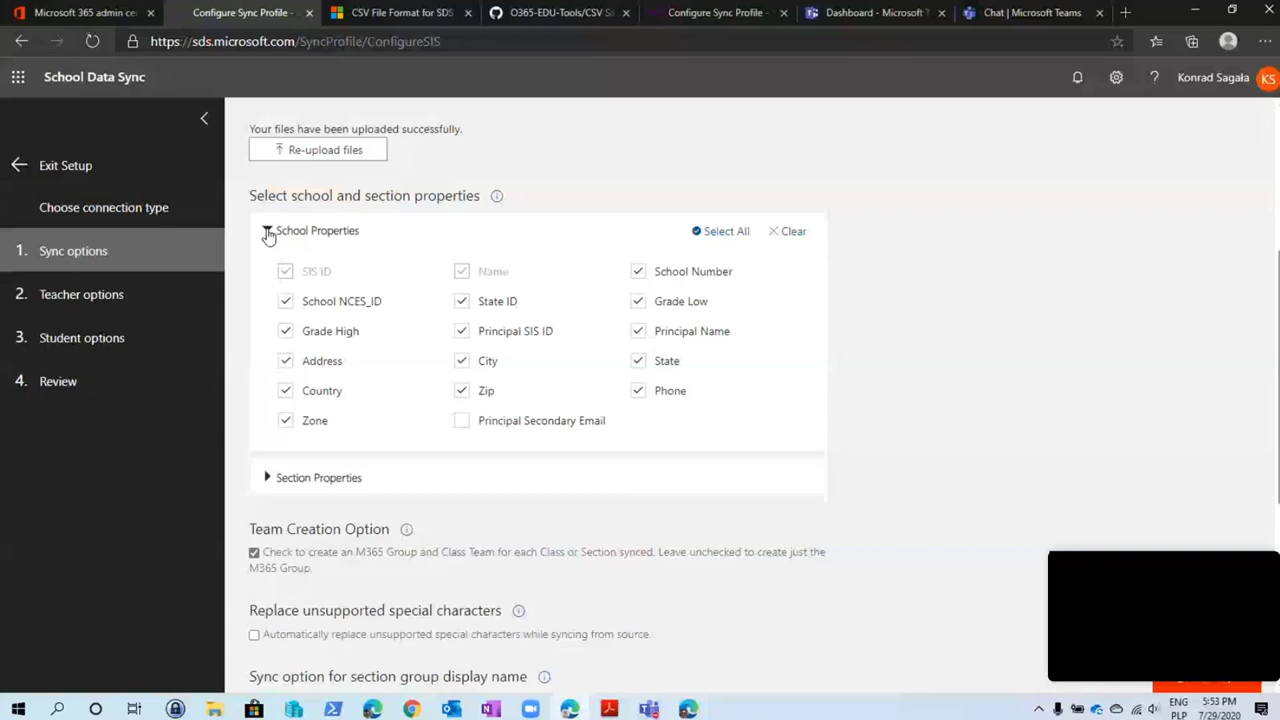 Microsoft 365 admin cer
Configure Sync Profile -
CSV File Format for SDS
O365-EDU-Tools/CSV Sa
Configure Sync Profile -
Dashboard - Microsoft T
Chat | Microsoft Teams
https://sds.microsoft.com/SyncProfile/ConfigureSIS
School Data Sync
Konrad Sagała
KS
Exit Setup
Choose connection type
1. Sync options
2. Teacher options
3. Student options
4. Review
Your files have been uploaded successfully.
Re-upload files
Select school and section properties
School Properties
Select All
Clear
SIS ID
Name
School Number
School NCES_ID
State ID
Grade Low
Grade High
Principal SIS ID
Principal Name
Address
City
State
Country
Zip
Phone
Zone
Principal Secondary Email
Section Properties
Team Creation Option
Check to create an M365 Group and Class Team for each Class or Section synced. Leave unchecked to create just the
M365 Group.
Replace unsupported special characters
Automatically replace unsupported special characters while syncing from source.
Sync option for section group display name
ENG
PLP
5:53 PM
7/29/2020